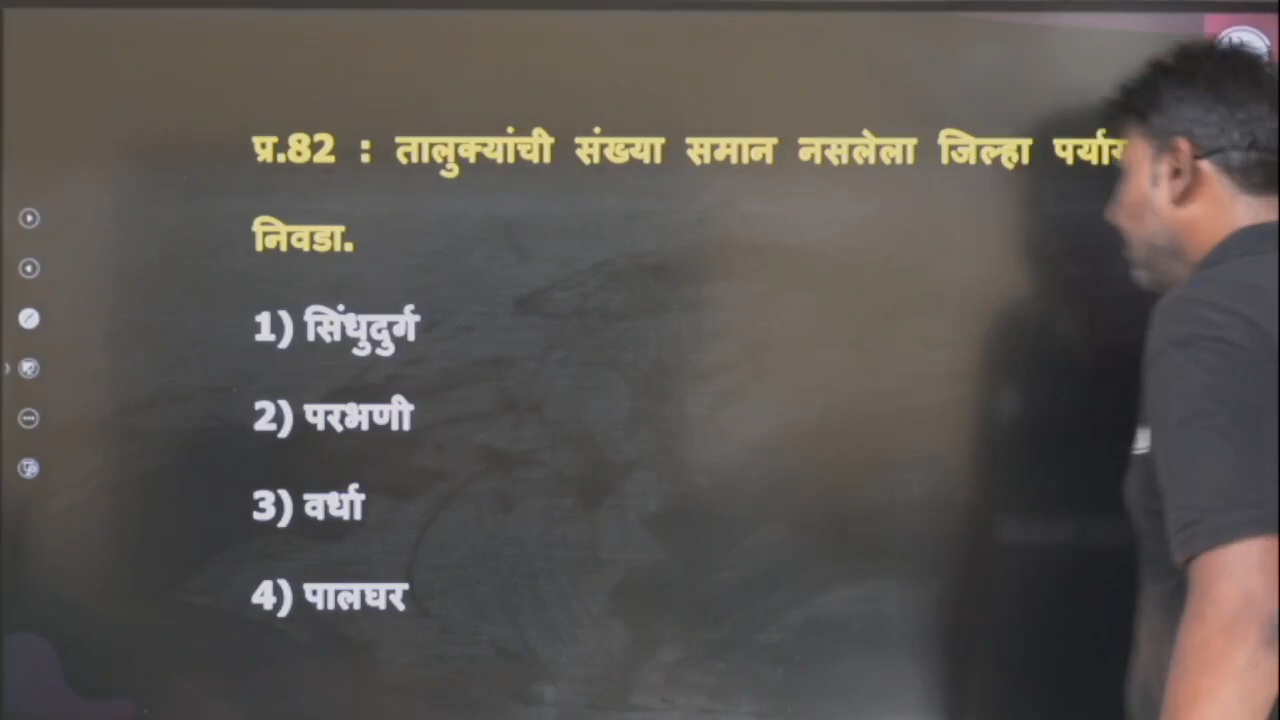 प्र.82 : तालुक्यांची संख्या समान नसलेला जिल्हा
निवडा.
1) सिंधुदुर्ग
2) परभणी
3) वर्धा
4) पालघर